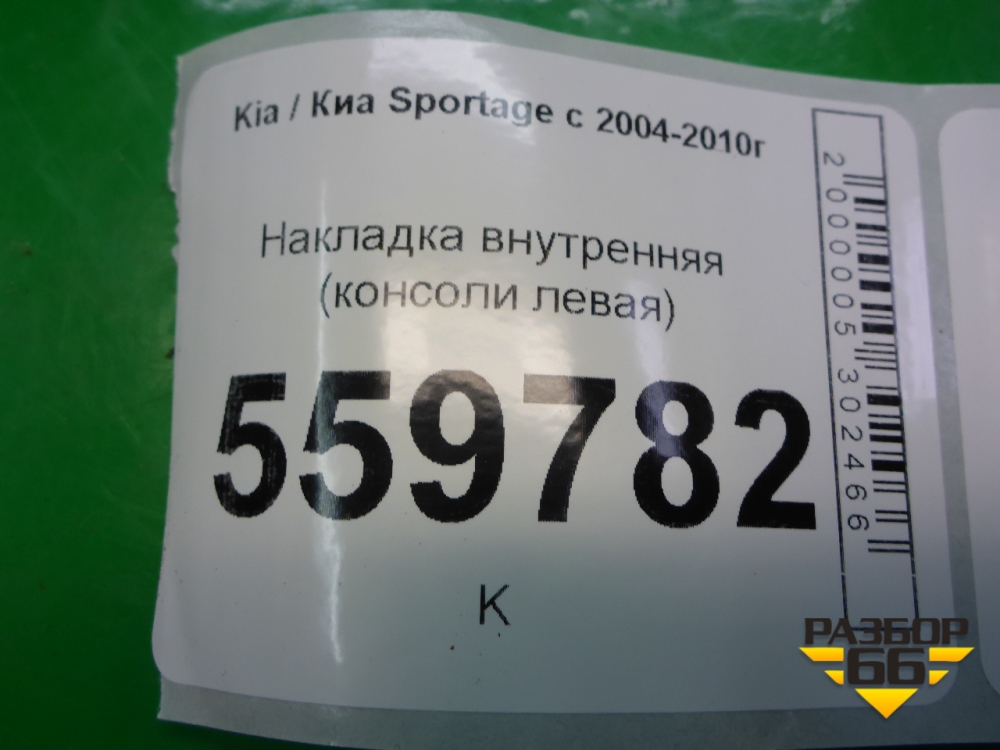 Kia / Киа Sportage с 2004-2010г
Накладка внутренняя
(консоли левая)
559782
К
2000005302466
РАЗБОР
66